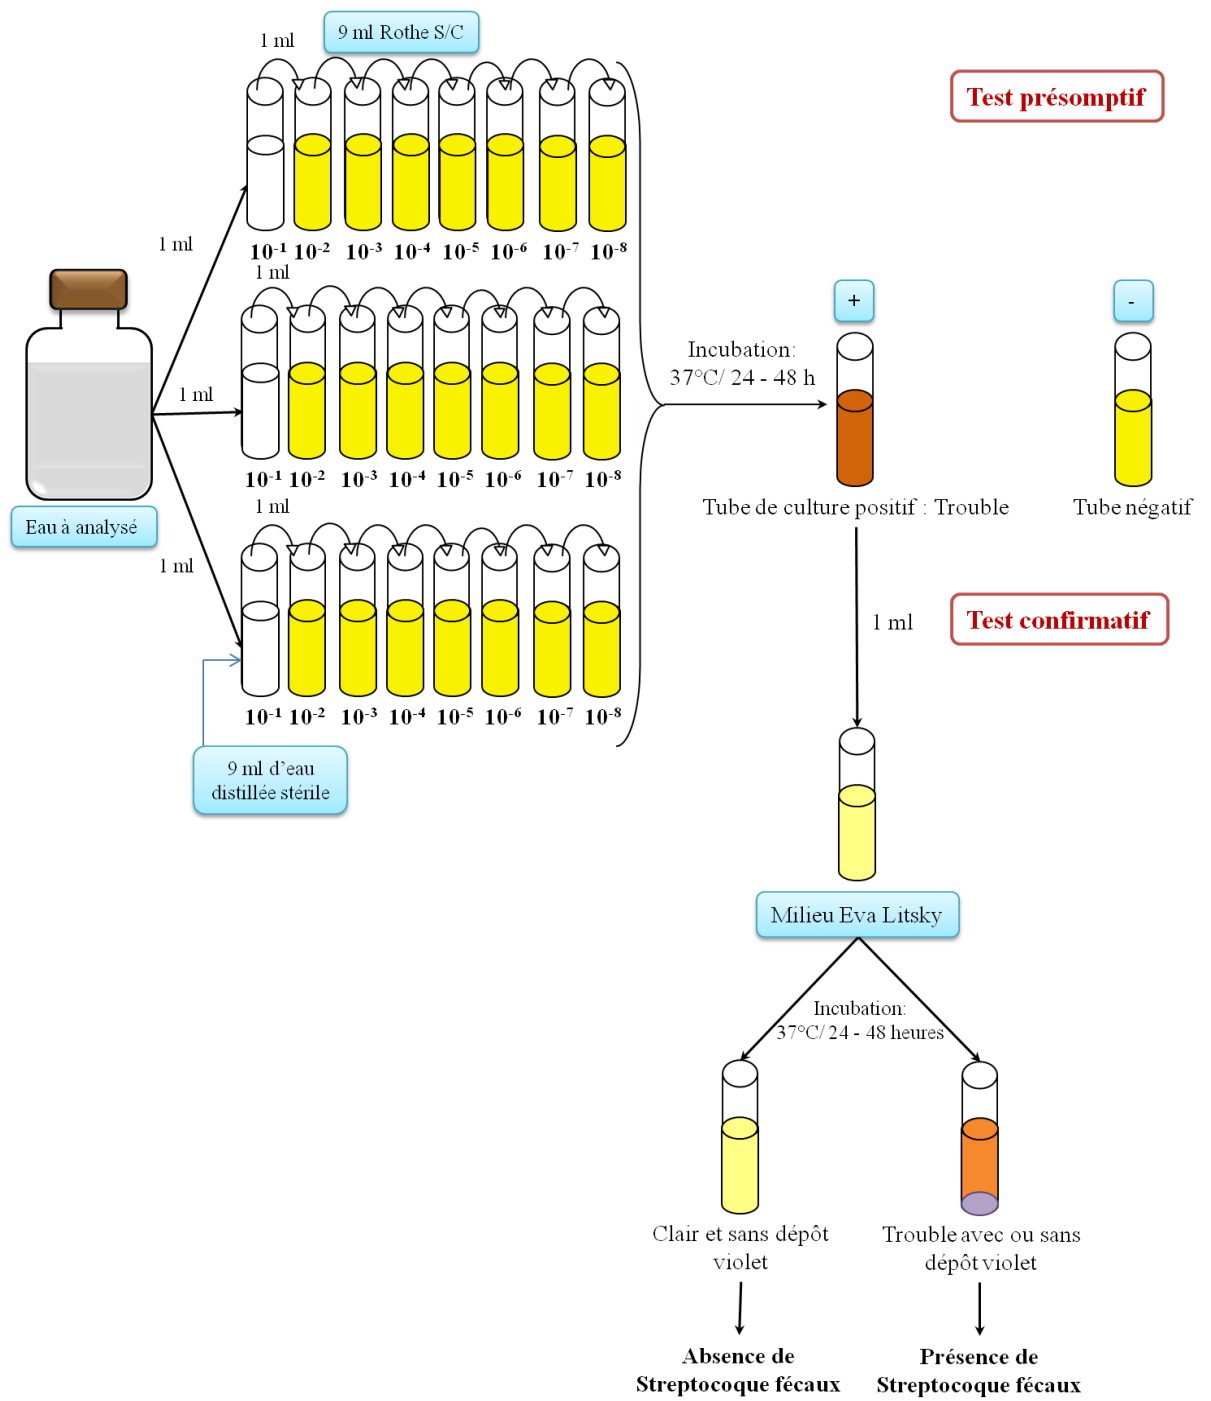 9 ml Rothe S/C
1 ml
Test présomptif
10-1 10-2 10-3 10-4 10-5 10-6 10-7 10-8
1 ml
1 ml
+
-
Incubation:
37°C/ 24 - 48 h
1 ml
10-1 10-2 10-3 10-4 10-5 10-6 10-7 10-8
1 ml
Tube de culture positif : Trouble
Tube négatif
Eau à analysé
1 ml
Test confirmatif
1 ml
10-1 10-2 10-3 10-4 10-5 10-6 10-7 10-8
9 ml d'eau
distillée stérile
Milieu Eva Litsky
Incubation:
37°C/ 24 - 48 heures
Clair et sans dépôt
violet
Trouble avec ou sans
dépôt violet
Absence de
Streptocoque fécaux
Présence de
Streptocoque fécaux